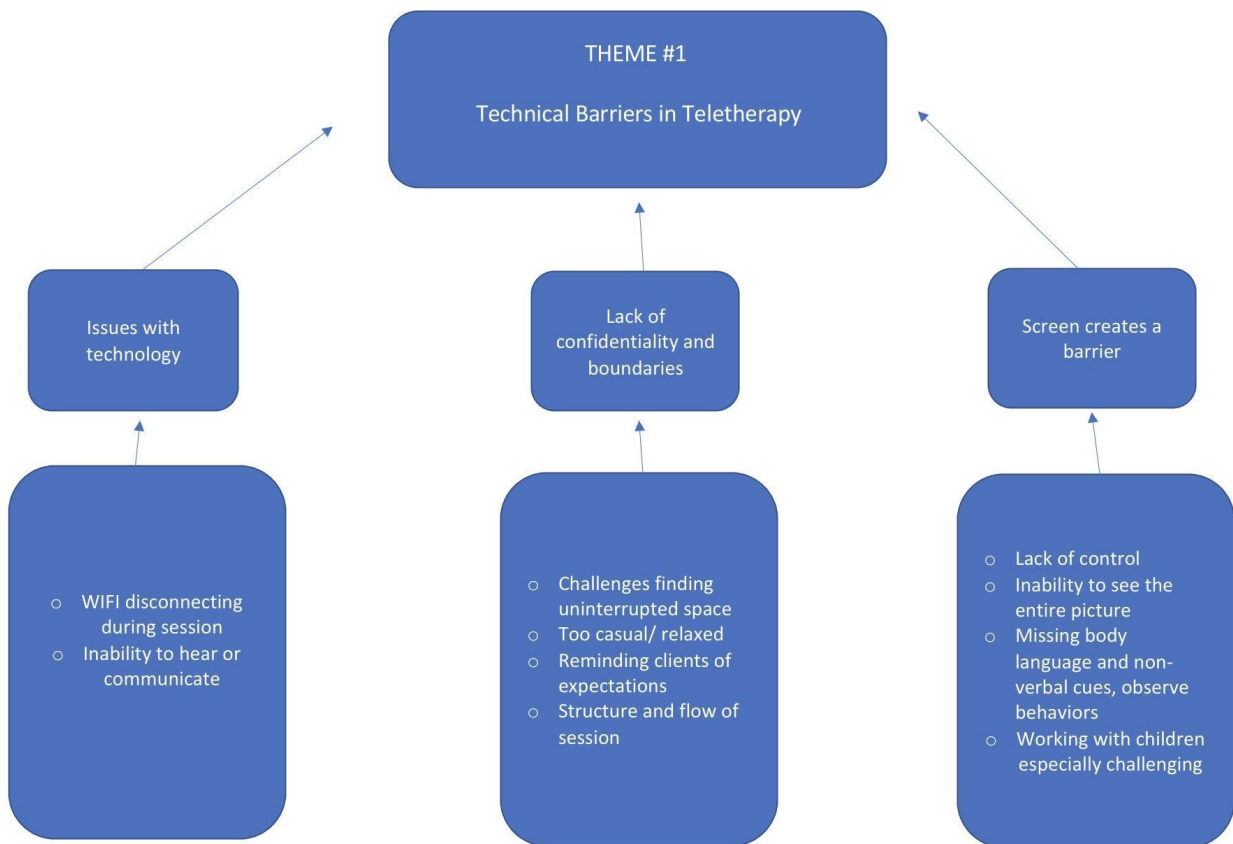 THEME #1
Technical Barriers in Teletherapy
Issues with
technology
Lack of
confidentiality and
boundaries
Screen creates a
barrier
○ WIFI disconnecting
during session
○ Inability to hear or
communicate
○ Challenges finding
uninterrupted space
○ Too casual/ relaxed
○ Reminding clients of
expectations
○ Structure and flow of
session
○ Lack of control
○ Inability to see the
entire picture
○ Missing body
language and non-
verbal cues, observe
behaviors
○ Working with children
especially challenging